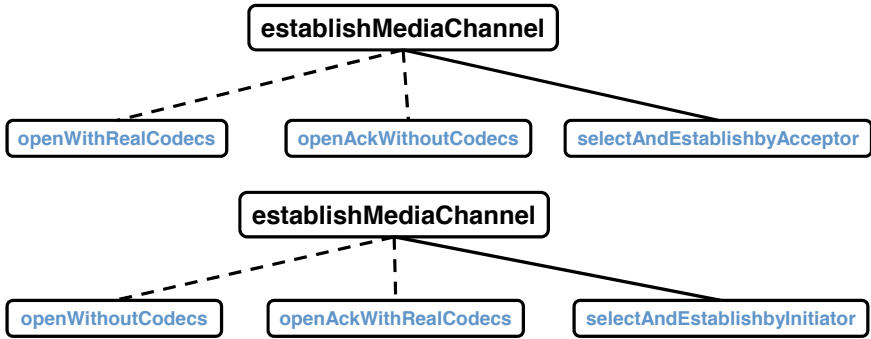 establishMediaChannel
openWithRealCodecs
openAckWithoutCodecs
selectAndEstablishbyAcceptor
establishMediaChannel
openWithoutCodecs
openAckWithRealCodecs
selectAndEstablishbyInitiator